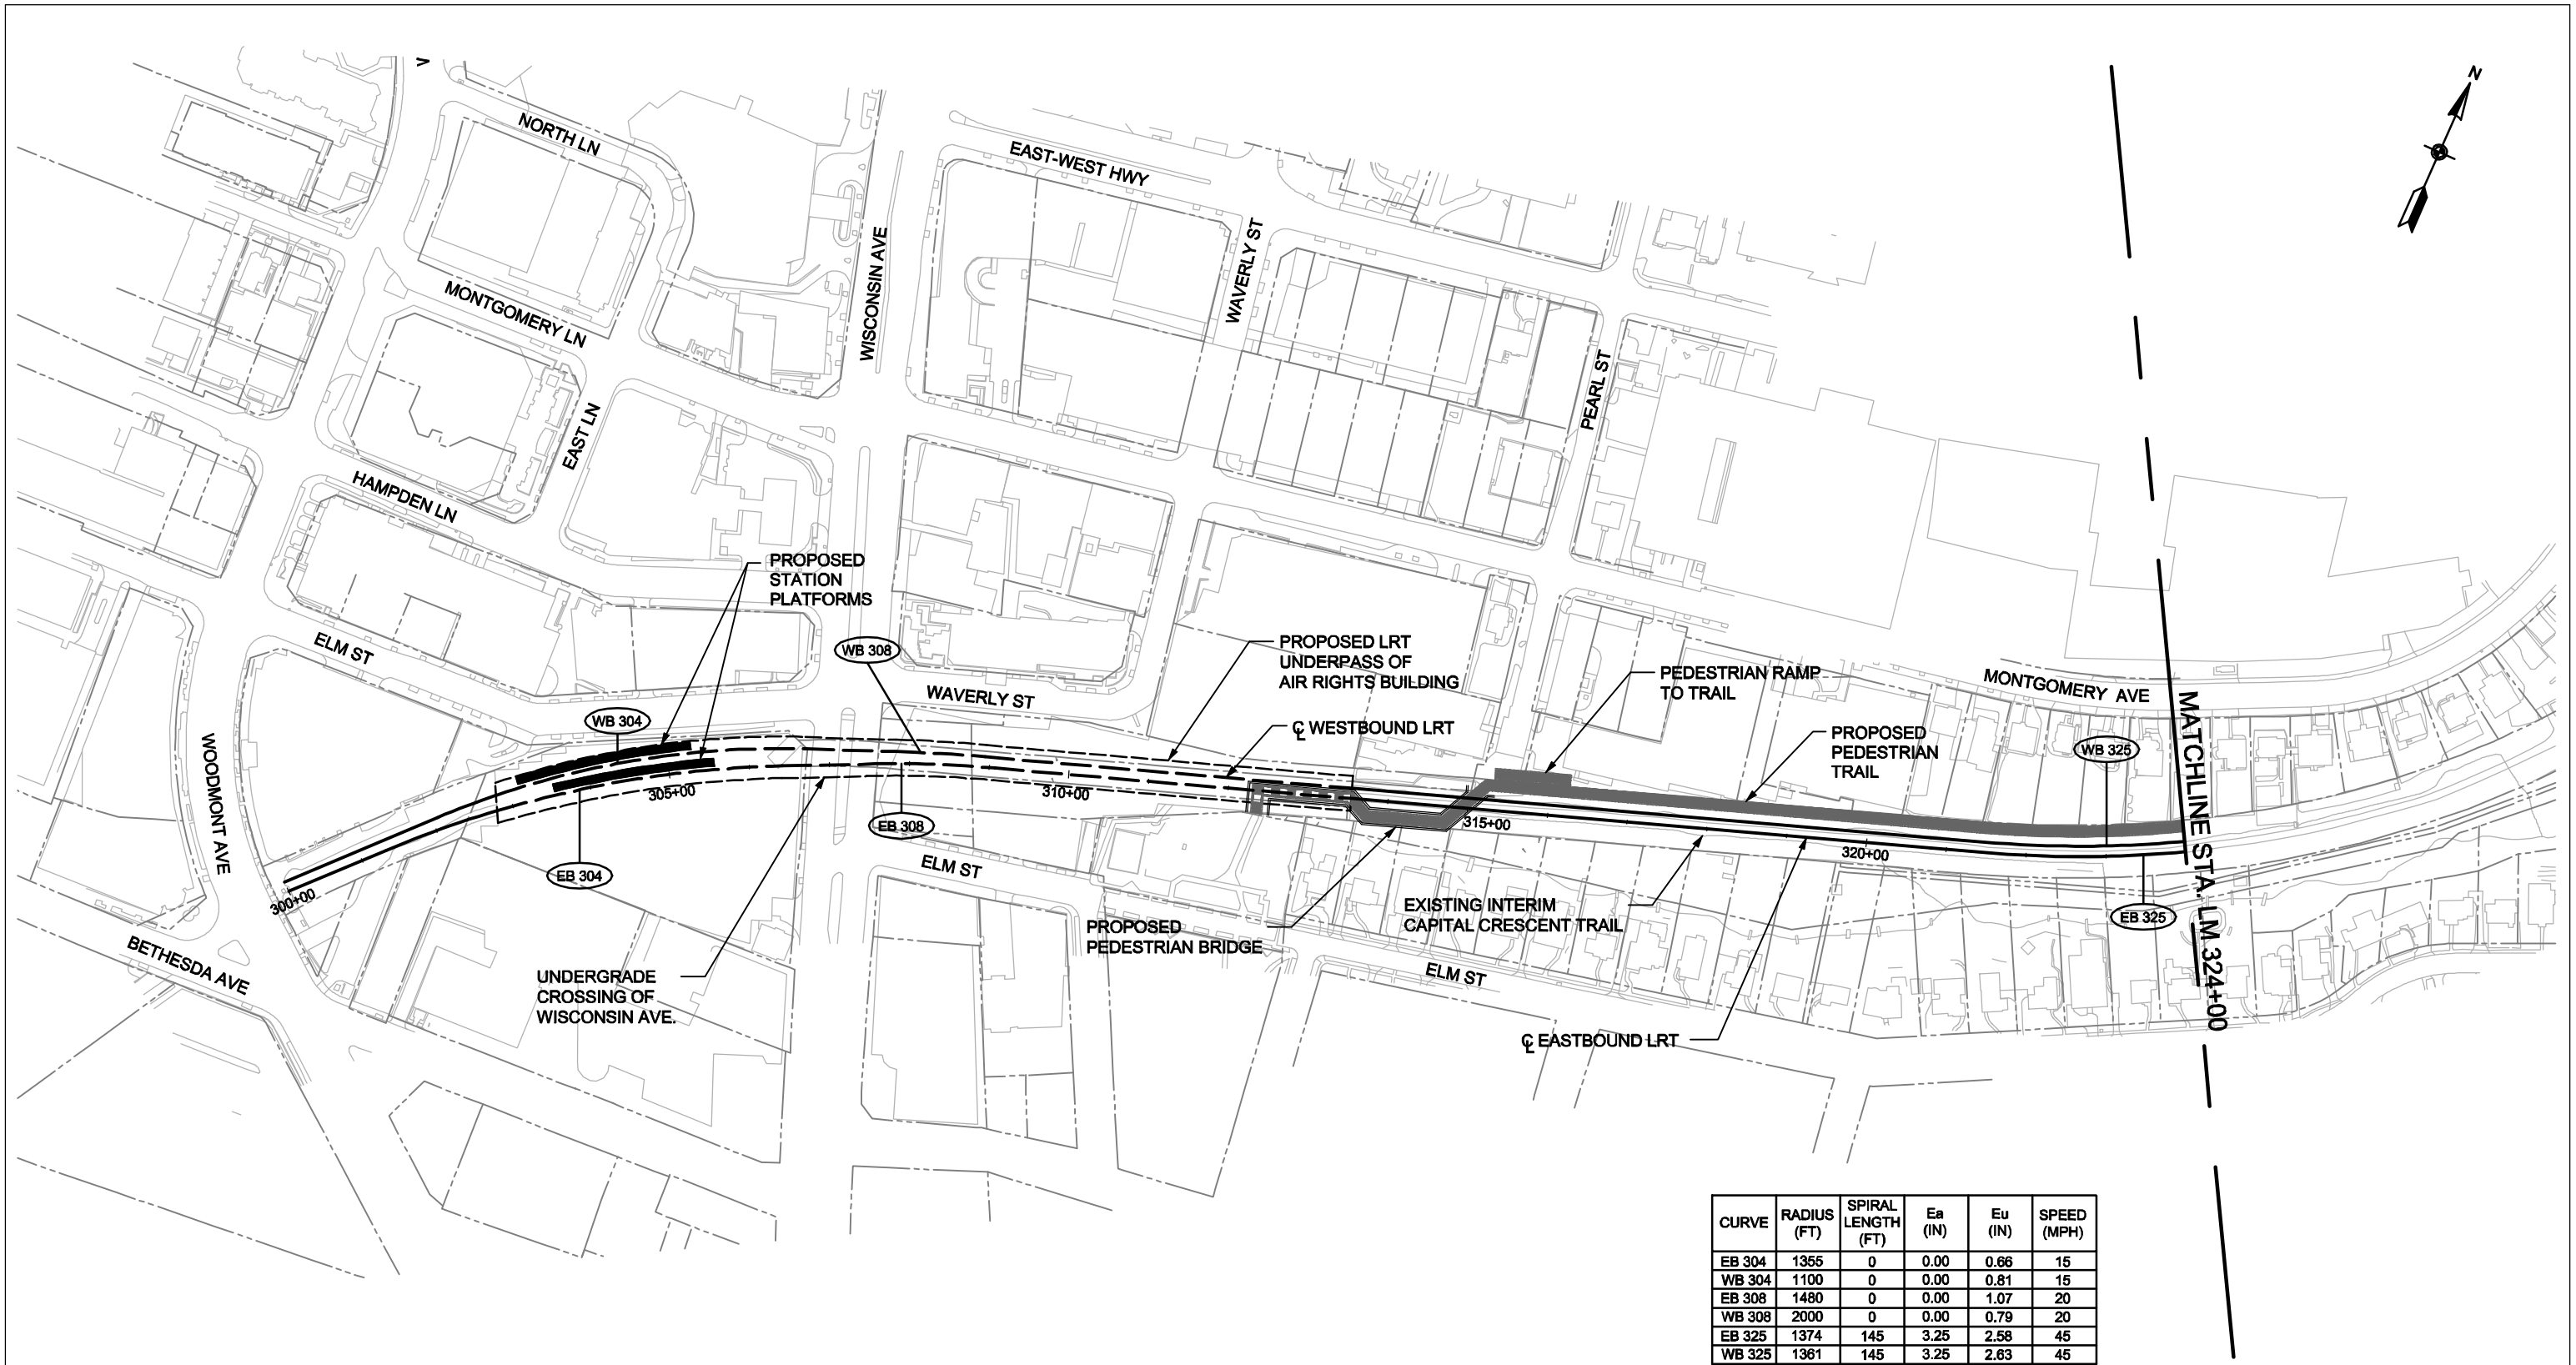 V
N
NORTH LN
EAST-WEST HWY
WISCONSIN AVE
WAVERLY ST
MONTGOMERY LN
PEARL ST
EAST LN
HAMPDEN LN
PROPOSED
STATION
PLATFORMS
ELM ST
WB 308
PROPOSED LRT
UNDERPASS OF
AIR RIGHTS BUILDING
PEDESTRIAN RAMP
TO TRAIL
MONTGOMERY AVE
WAVERLY ST
WB 304
℄ WESTBOUND LRT
PROPOSED
PEDESTRIAN
TRAIL
WB 325
MATCHLINE STA. LM 324+00
WOODMONT AVE
305+00
310+00
315+00
320+00
EB 308
EB 304
ELM ST
300+00
EXISTING INTERIM
CAPITAL CRESCENT TRAIL
EB 325
PROPOSED
PEDESTRIAN BRIDGE
BETHESDA AVE
UNDERGRADE
CROSSING OF
WISCONSIN AVE.
ELM ST
℄ EASTBOUND LRT
CURVE RADIUS (FT) SPIRAL LENGTH (FT) Ea (IN) Eu (IN) SPEED (MPH)
EB 304 1355 0 0.00 0.66 15
WB 304 1100 0 0.00 0.81 15
EB 308 1480 0 0.00 1.07 20
WB 308 2000 0 0.00 0.79 20
EB 325 1374 145 3.25 2.58 45
WB 325 1361 145 3.25 2.63 45